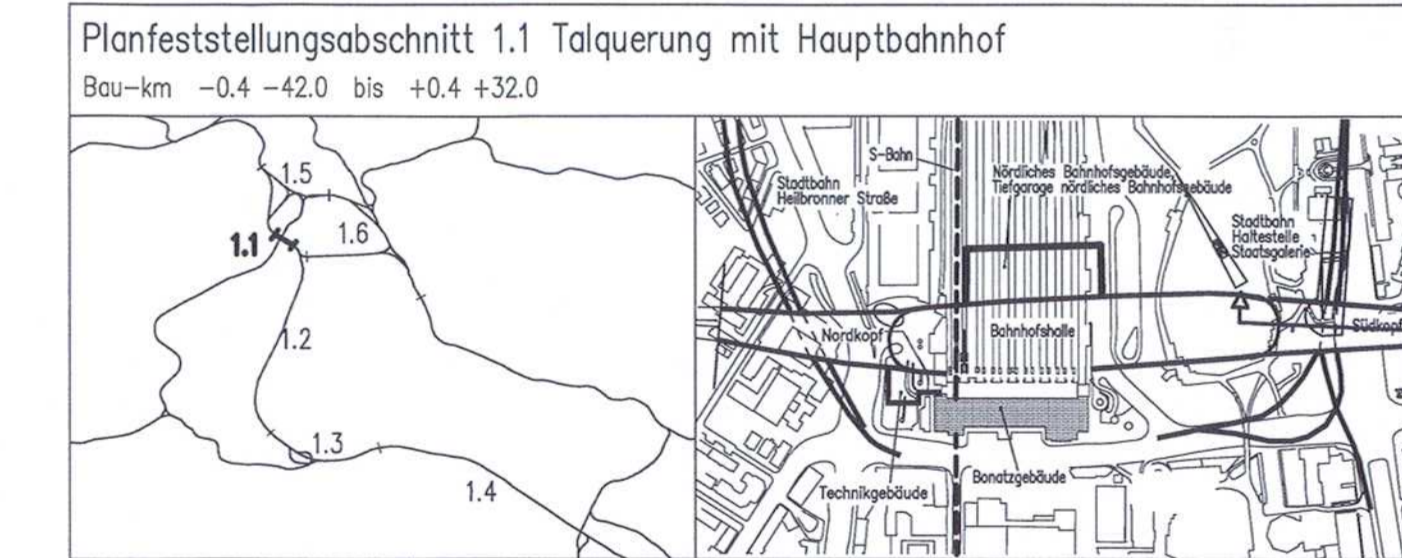 Planfeststellungsabschnitt 1.1 Talquerung mit Hauptbahnhof
Bau-km -0.4 -42.0 bis +0.4 +32.0
1.5
1.1
1.6
1.2
1.3
1.4
S-Bahn
Stadtbahn
Heilbronner Straße
Nördliches Bahnhofsgebäude,
Tiefgarage nördliches Bahnhofsgebäude
Stadtbahn
Haltestelle
Staatsgalerie
Nordkopf
Bahnhofshalle
Südkopf
Technikgebäude
Bonatzgebäude